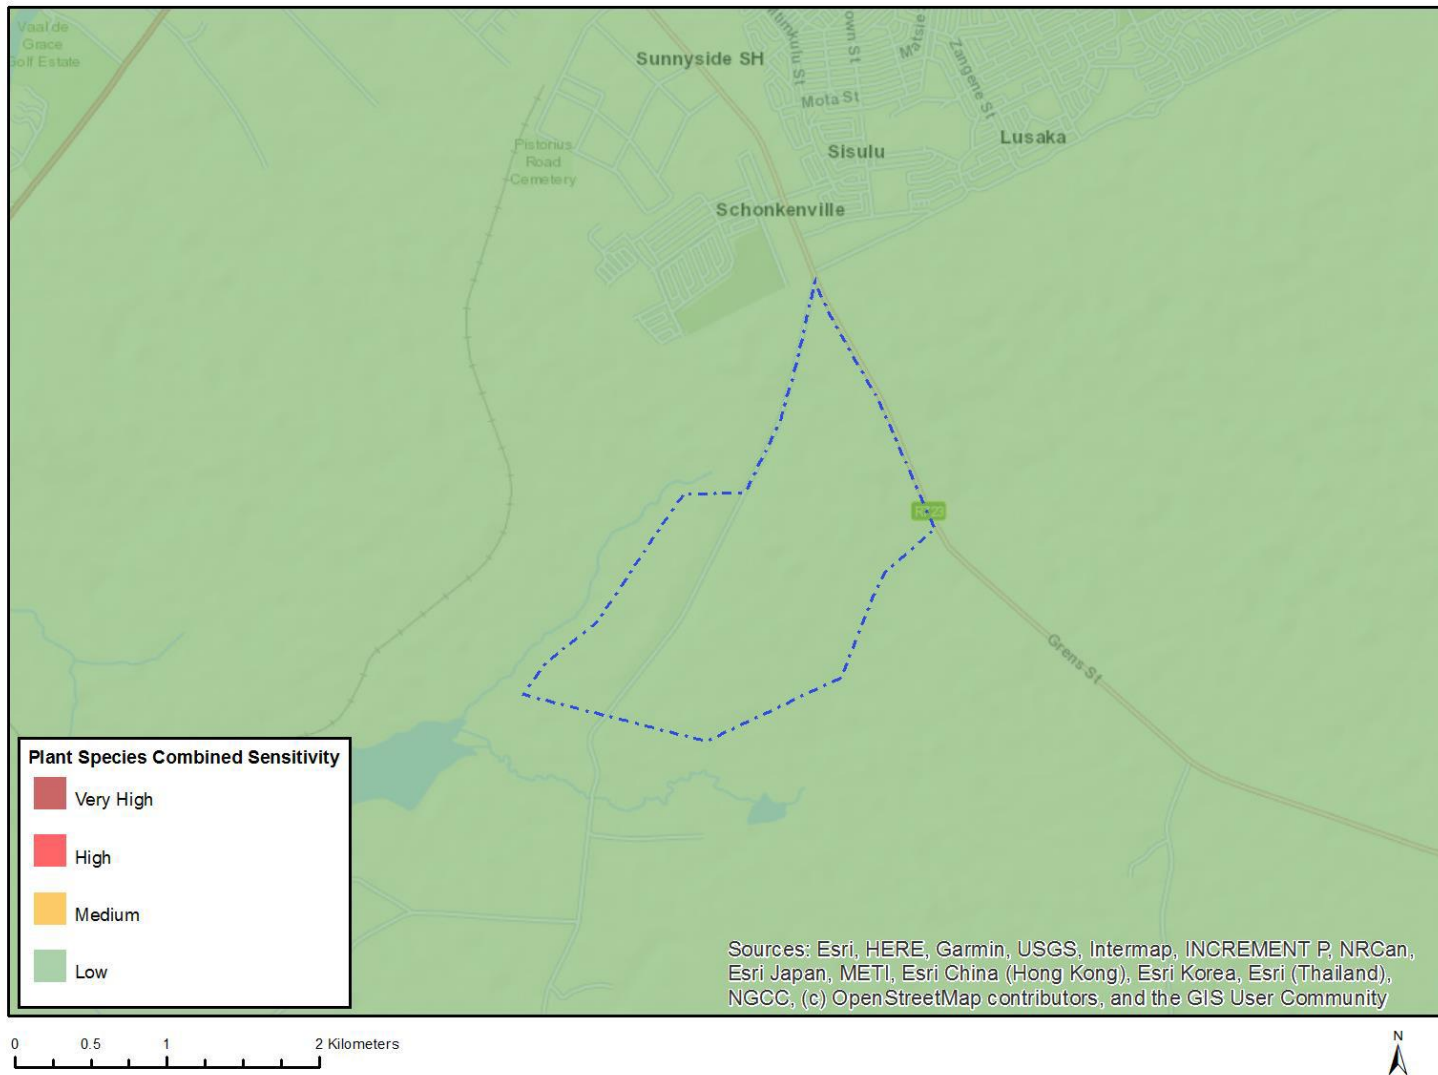 Vaal de
Grace
Golf Estate
Sunnyside SH
Mota St
Zangene St
Lusaka
Sisulu
Pistorius
Road
Cemetery
Schonkenville
Grens St
Plant Species Combined Sensitivity
Very High
High
Medium
Low
Sources: Esri, HERE, Garmin, USGS, Intermap, INCREMENT P, NRCan,
Esri Japan, METI, Esri China (Hong Kong), Esri Korea, Esri (Thailand),
NGCC, (c) OpenStreetMap contributors, and the GIS User Community
0 0.5 1 2 Kilometers
N